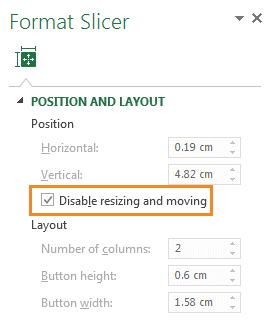 Format Slicer
POSITION AND LAYOUT
Position
Horizontal: 0.19 cm
Vertical: 4.82 cm
Disable resizing and moving
Layout
Number of columns: 2
Button height: 0.6 cm
Button width: 1.58 cm